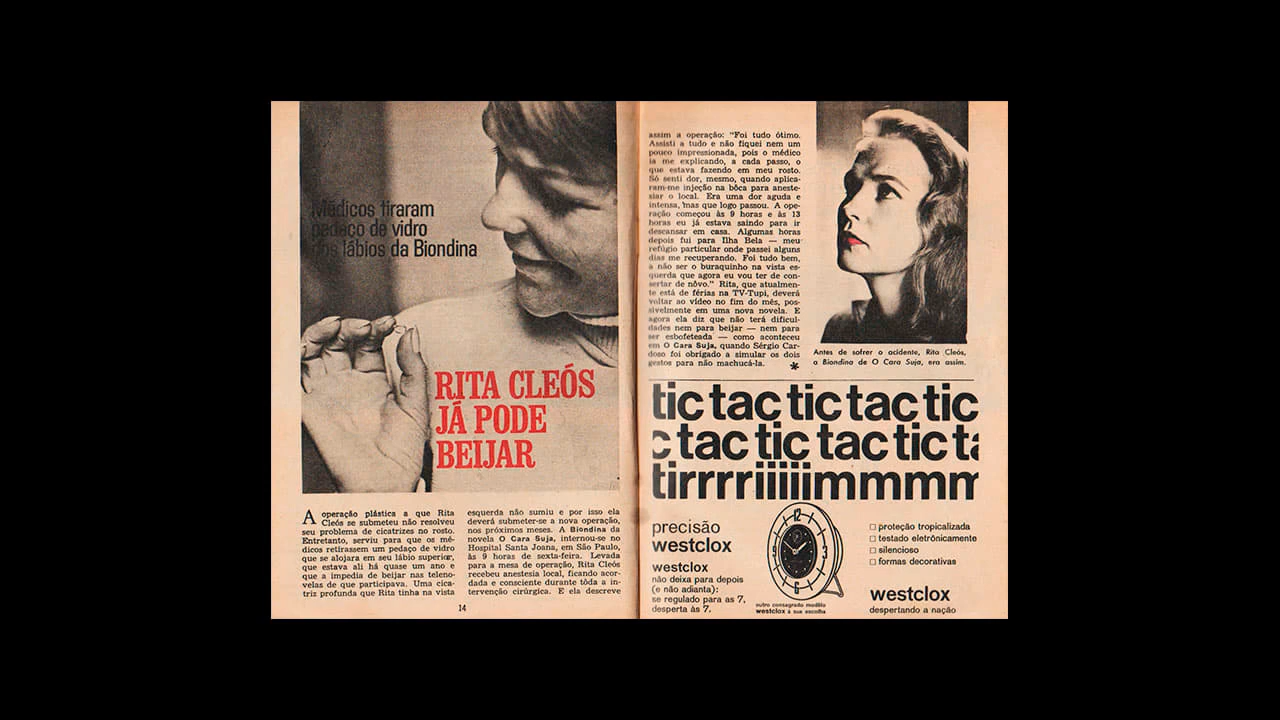 Médicos tiraram
pedaço de vidro
dos lábios da Biondina
RITA CLEÓS
JÁ PODE
BEIJAR
A operação plástica a que Rita
Cleós se submeteu não resolveu
seu problema de cicatrizes no rosto.
Entretanto, serviu para que os mé-
dicos retirassem um pedaço de vidro
que se alojara em seu lábio superior,
que estava ali há quase um ano e
que a impedia de beijar nas teleno-
velas de que participava. Uma cica-
triz profunda que Rita tinha na vista
esquerda não sumiu e por isso ela
deverá submeter-se a nova operação,
nos próximos meses. A Biondina da
novela O Cara Suja, internou-se no
Hospital Santa Joana, em São Paulo,
às 9 horas de sexta-feira. Levada
para a mesa de operação, Rita Cleós
recebeu anestesia local, ficando acor-
dada e consciente durante tôda a in-
tervenção cirúrgica. E ela descreve
14
assim a operação: "Foi tudo ótimo.
Assisti a tudo e não fiquei nem um
pouco impressionada, pois o médico
ia me explicando, a cada passo, o
que estava fazendo em meu rosto.
Só senti dor, mesmo, quando aplica-
ram-me injeção na bôca para aneste-
siar o local. Era uma dor aguda e
intensa, mas que logo passou. A ope-
ração começou às 9 horas e às 13
horas eu já estava saindo para ir
descansar em casa. Algumas horas
depois fui para Ilha Bela — meu
refúgio particular onde passei alguns
dias me recuperando. Foi tudo bem,
a não ser o buraquinho na vista es-
querda que agora eu vou ter de con-
sertar de nôvo." Rita, que atualmen-
te está de férias na TV-Tupi, deverá
voltar ao vídeo no fim do mês, pos-
sivelmente em uma nova novela. E
agora ela diz que não terá dificul-
dades nem para beijar — nem para
ser esbofeteada — como aconteceu
em O Cara Suja, quando Sérgio Car-
doso foi obrigado a simular os dois
gestos para não machucá-la. *
Antes de sofrer o acidente, Rita Cleós,
a Biondina de O Cara Suja, era assim.
tic tac tic tac tic
c tac tic tac tic ta
tirrrriiiiiimmmm
precisão
westclox
westclox
não deixa para depois
(e não adianta):
se regulado para as 7,
desperta às 7.
12
3
6
9
outro consagrado modêlo
westclox à sua escolha
□ proteção tropicalizada
□ testado eletrônicamente
□ silencioso
□ formas decorativas
westclox
despertando a nação